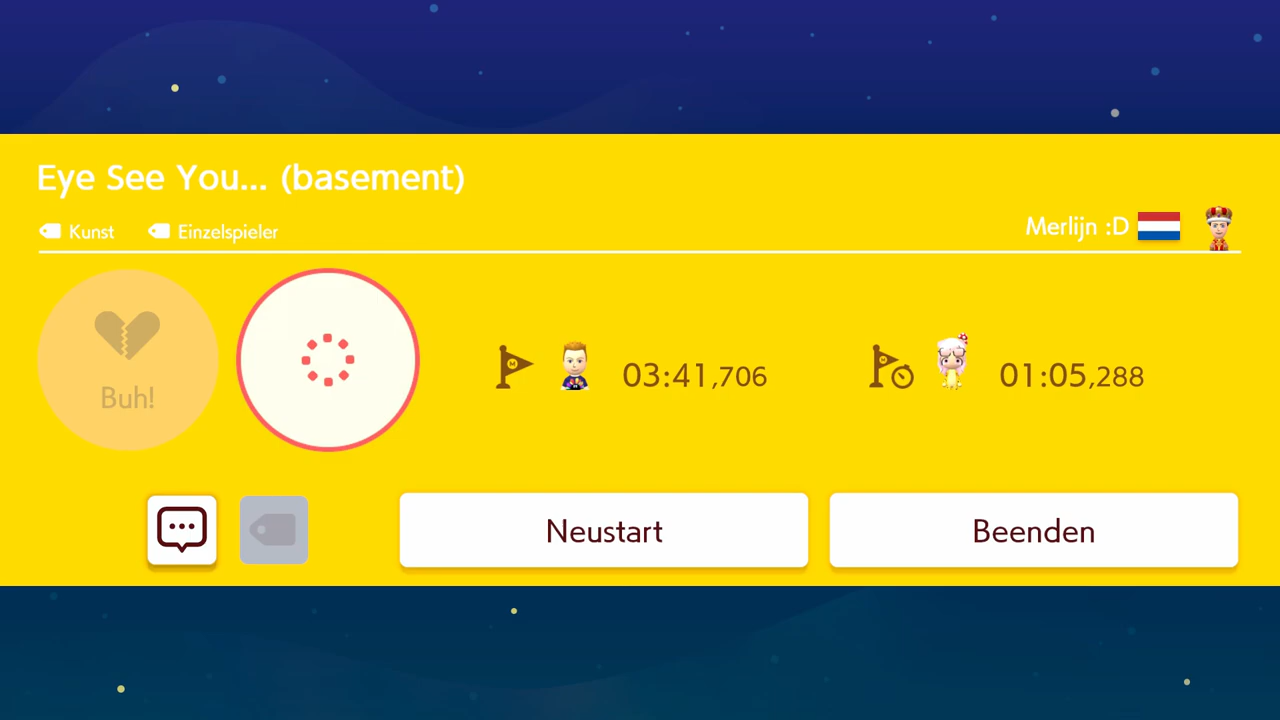 Eye See You... (basement)
Kunst Einzelspieler
Merlijn :D
Buh!
M 03:41,706
M 01:05,288
Neustart
Beenden